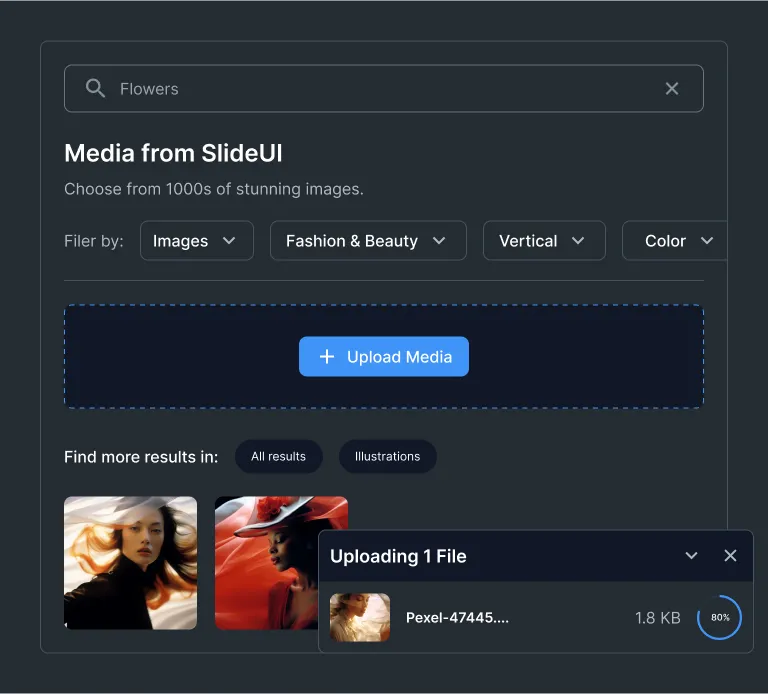 Flowers
Media from SlideUI
Choose from 1000s of stunning images.
Filer by: Images Fashion & Beauty Vertical Color
Upload Media
Find more results in: All results Illustrations
Uploading 1 File
Pexel-47445.... 1.8 KB 80%